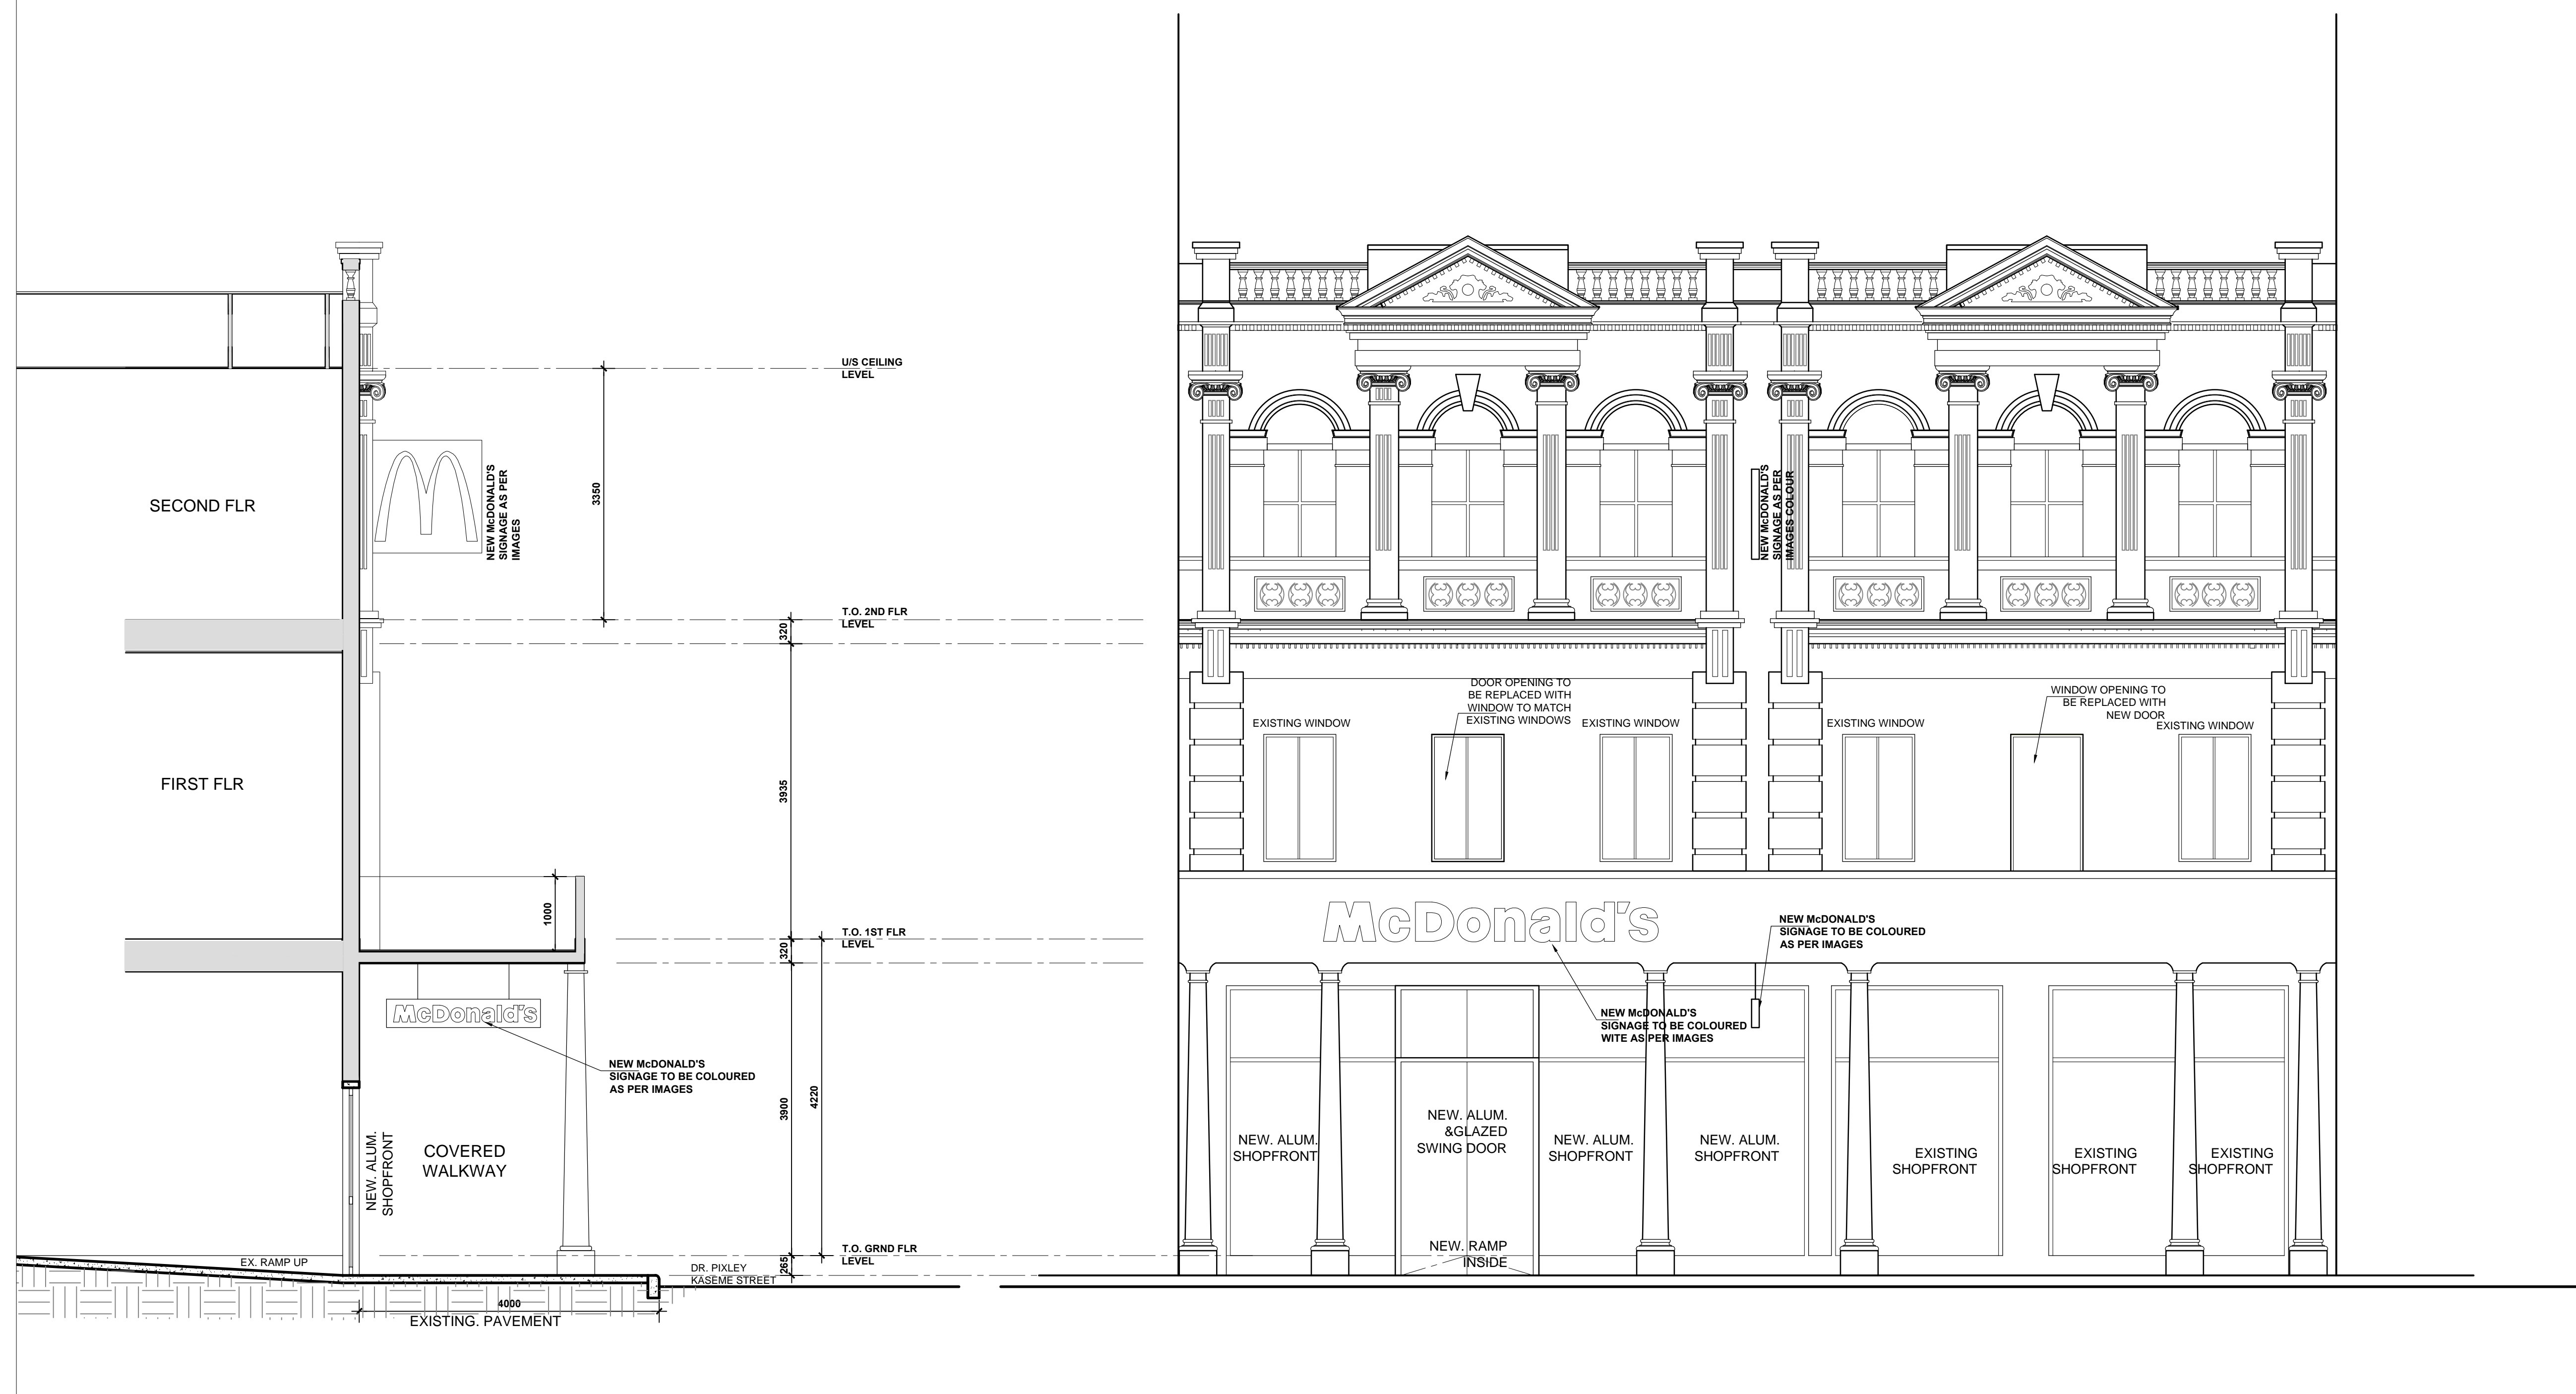 U/S CEILING
LEVEL
SECOND FLR
NEW McDONALD'S
SIGNAGE AS PER
IMAGES
3350
T.O. 2ND FLR
LEVEL
320
FIRST FLR
3935
1000
T.O. 1ST FLR
LEVEL
320
McDonald's
NEW McDONALD'S
SIGNAGE TO BE COLOURED
AS PER IMAGES
3900
4220
NEW. ALUM.
SHOPFRONT
COVERED
WALKWAY
EX. RAMP UP
T.O. GRND FLR
LEVEL
265
DR. PIXLEY
KASEME STREET
4000
EXISTING. PAVEMENT
NEW McDONALD'S
SIGNAGE AS PER
IMAGES COLOUR
EXISTING WINDOW
DOOR OPENING TO
BE REPLACED WITH
WINDOW TO MATCH
EXISTING WINDOWS
EXISTING WINDOW
EXISTING WINDOW
WINDOW OPENING TO
BE REPLACED WITH
NEW DOOR
EXISTING WINDOW
McDonald's
NEW McDONALD'S
SIGNAGE TO BE COLOURED
AS PER IMAGES
NEW McDONALD'S
SIGNAGE TO BE COLOURED
WITE AS PER IMAGES
NEW. ALUM.
SHOPFRONT
NEW. ALUM.
&GLAZED
SWING DOOR
NEW. ALUM.
SHOPFRONT
NEW. ALUM.
SHOPFRONT
EXISTING
SHOPFRONT
EXISTING
SHOPFRONT
EXISTING
SHOPFRONT
NEW. RAMP
INSIDE